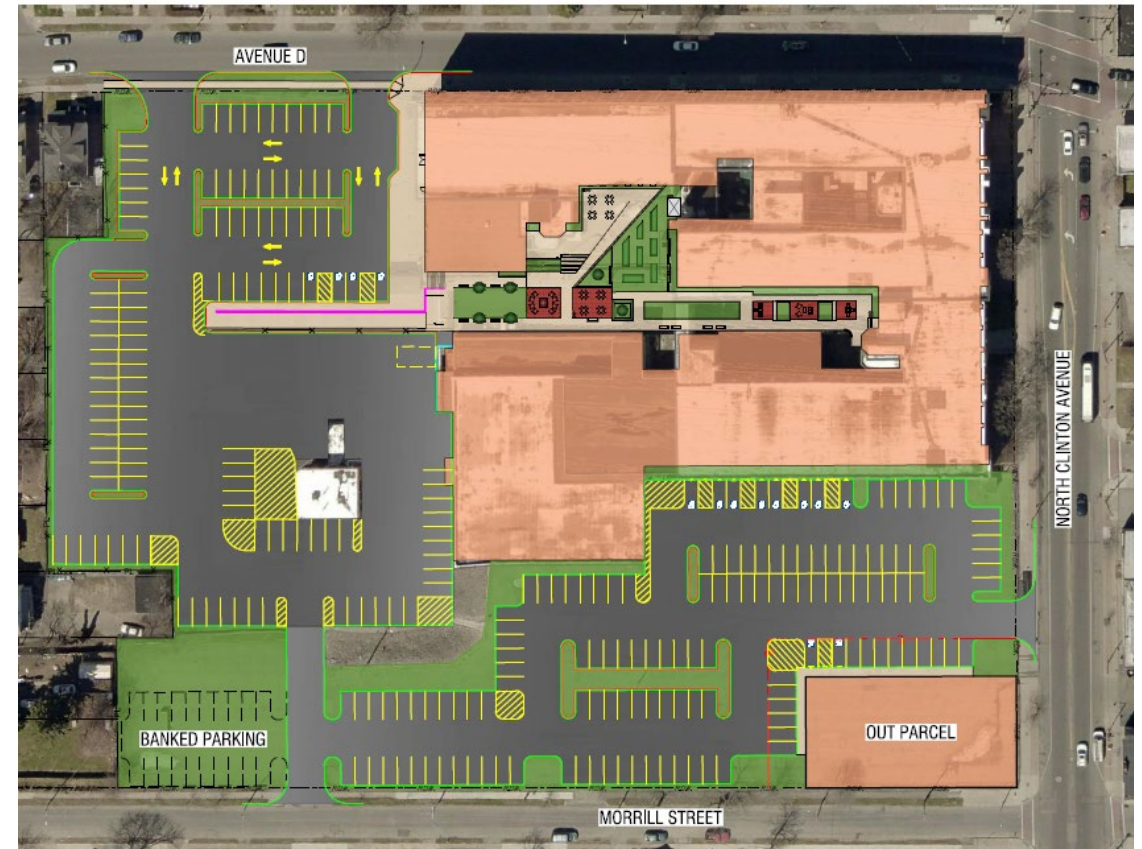 AVENUE D
NORTH CLINTON AVENUE
BANKED PARKING
OUT PARCEL
MORRILL STREET